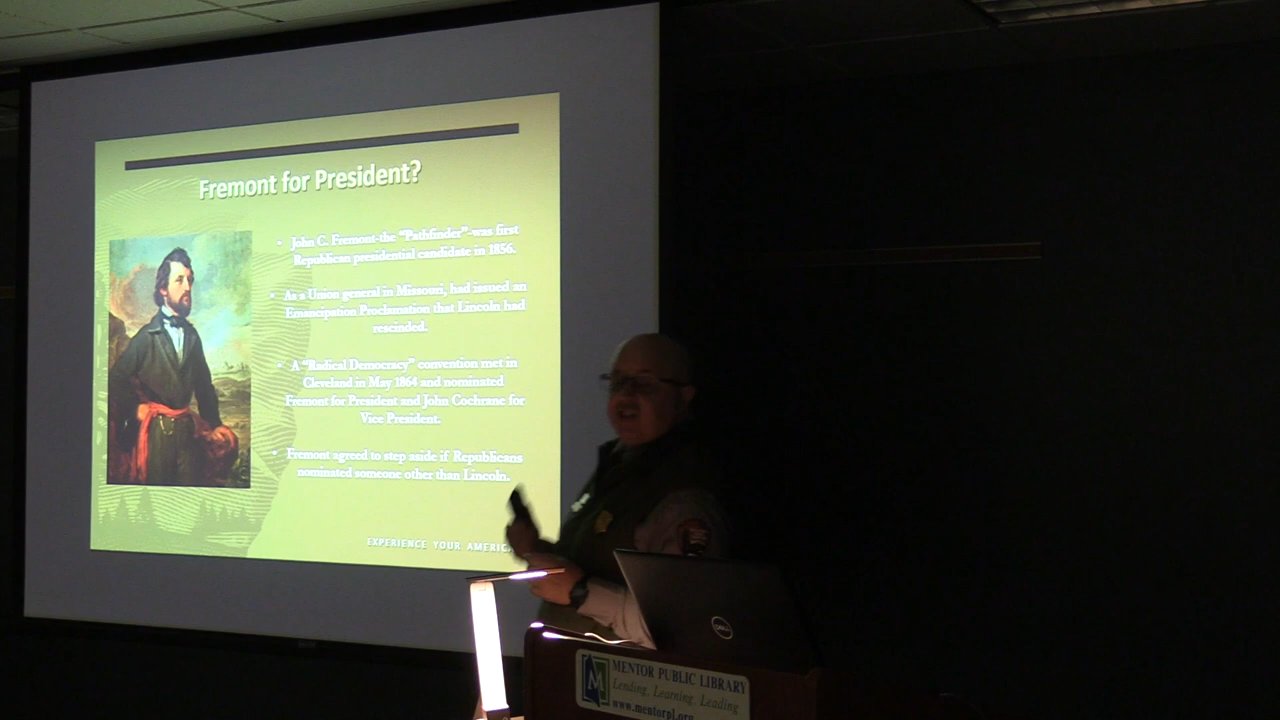 Fremont for President?
• John C. Fremont-the “Pathfinder”-was first
Republican presidential candidate in 1856.
• As a Union general in Missouri, had issued an
Emancipation Proclamation that Lincoln had
rescinded.
• A “Radical Democracy” convention met in
Cleveland in May 1864 and nominated
Fremont for President and John Cochrane for
Vice President.
• Fremont agreed to step aside if Republicans
nominated someone other than Lincoln.
EXPERIENCE YOUR AMERIC
DELL
M
MENTOR PUBLIC LIBRARY
Lending, Learning, Leading
www.mentorpl.org